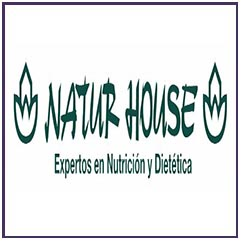 NATUR HOUSE
Expertos en Nutrición y Dietética